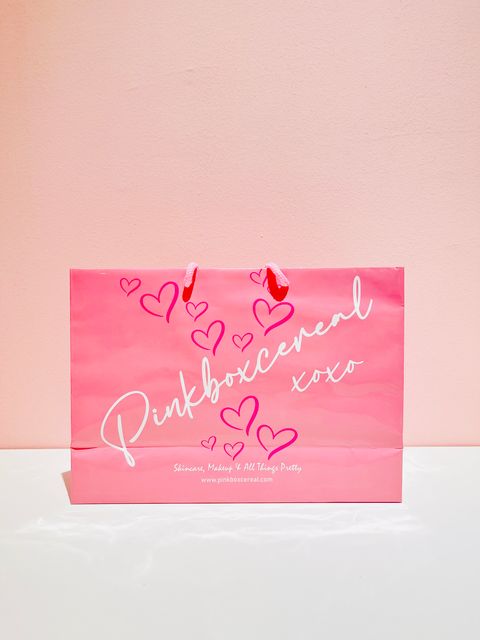 Pinkboxcereal
xoxo
Skincare, Makeup & All Things Pretty
www.pinkboxcereal.com